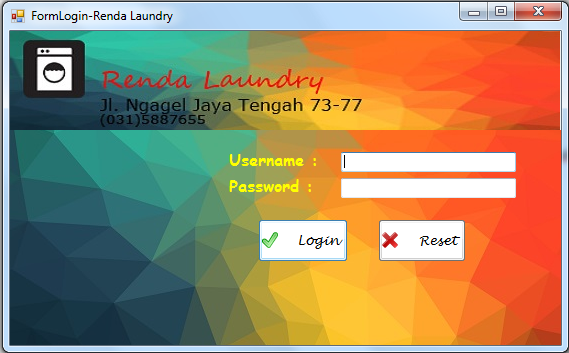 FormLogin-Renda Laundry
Renda Laundry
Jl. Ngagel Jaya Tengah 73-77
(031)5887655
Username :
Password :
Login
Reset